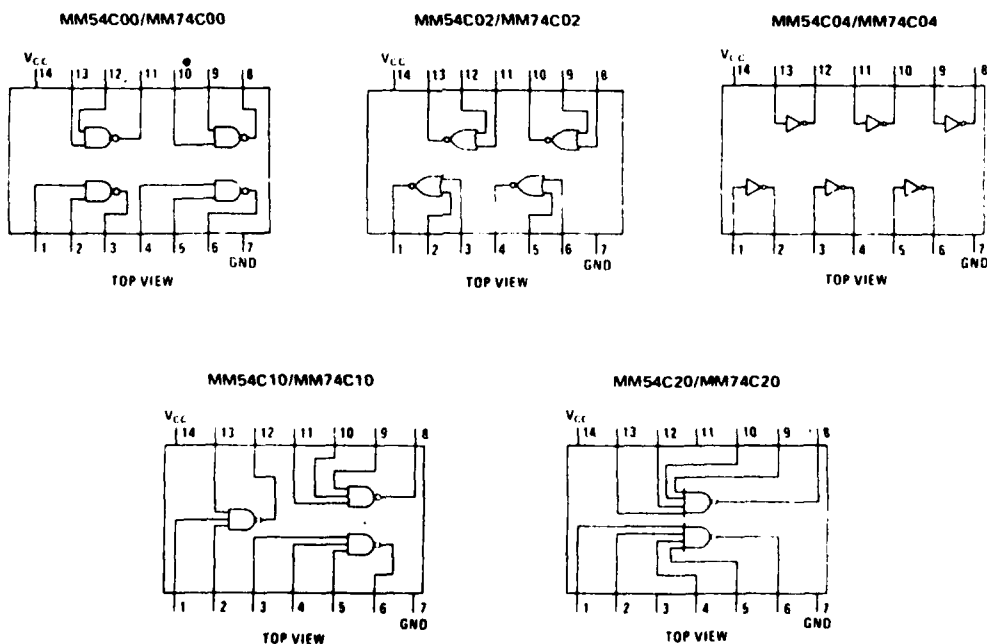 MM54C00/MM74C00
V_CC
14 13 12 11 10 9 8
1 2 3 4 5 6 7
GND
TOP VIEW
MM54C02/MM74C02
V_CC
14 13 12 11 10 9 8
1 2 3 4 5 6 7
GND
TOP VIEW
MM54C04/MM74C04
V_CC
14 13 12 11 10 9 8
1 2 3 4 5 6 7
GND
TOP VIEW
MM54C10/MM74C10
V_CC
14 13 12 11 10 9 8
1 2 3 4 5 6 7
GND
TOP VIEW
MM54C20/MM74C20
V_CC
14 13 12 11 10 9 8
1 2 3 4 5 6 7
GND
TOP VIEW